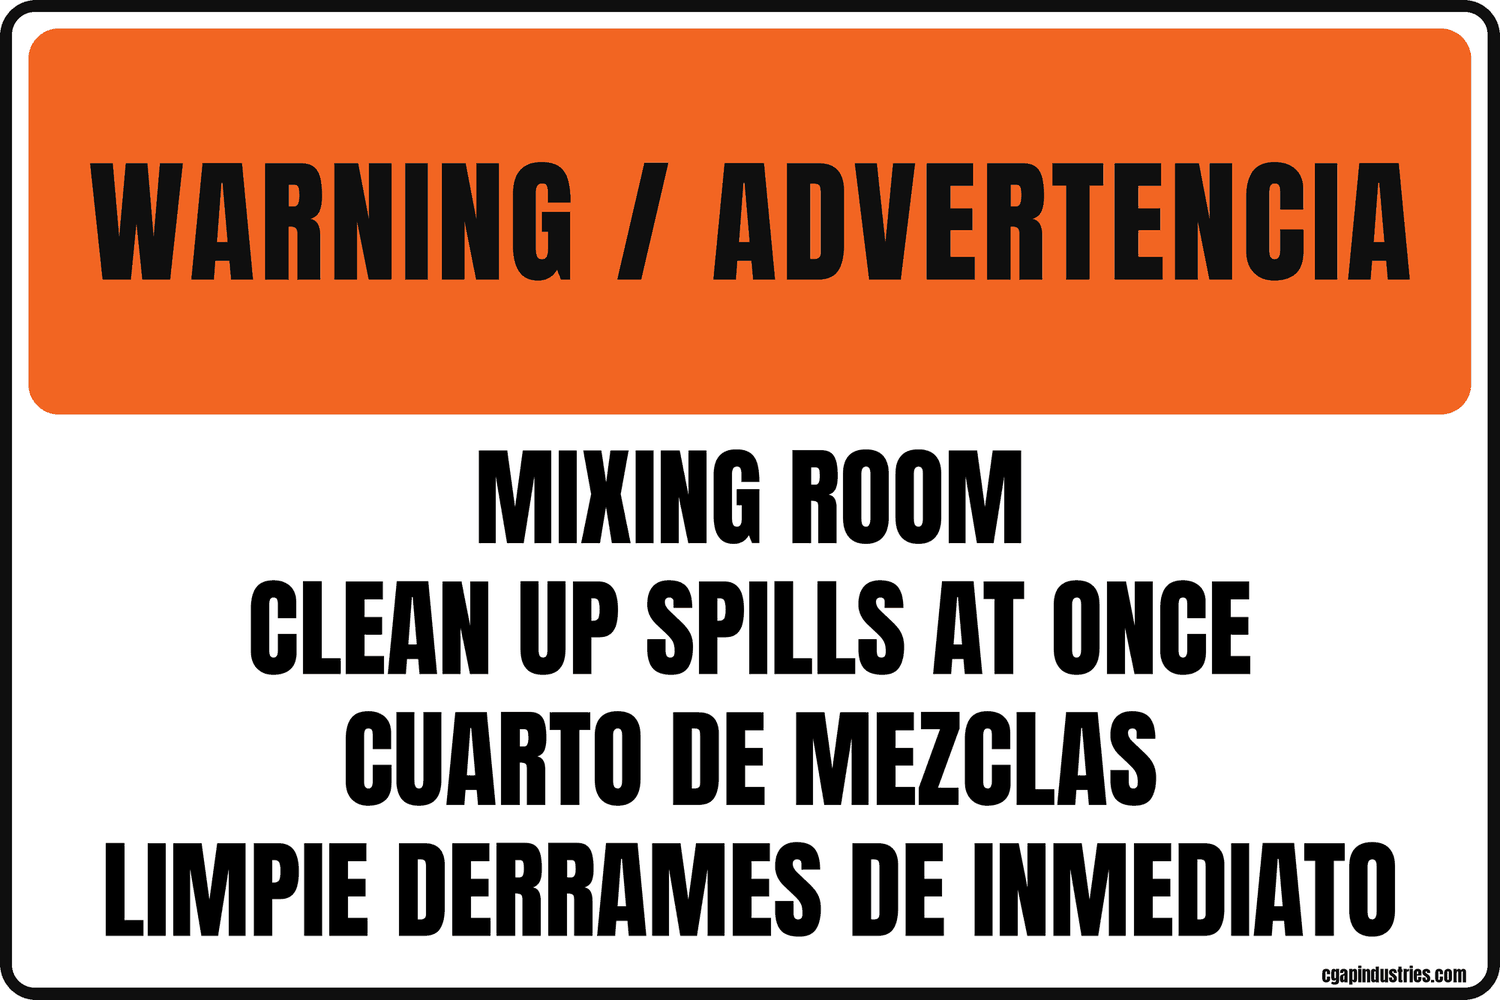 WARNING / ADVERTENCIA
MIXING ROOM
CLEAN UP SPILLS AT ONCE
CUARTO DE MEZCLAS
LIMPIE DERRAMES DE INMEDIATO
cgapindustries.com